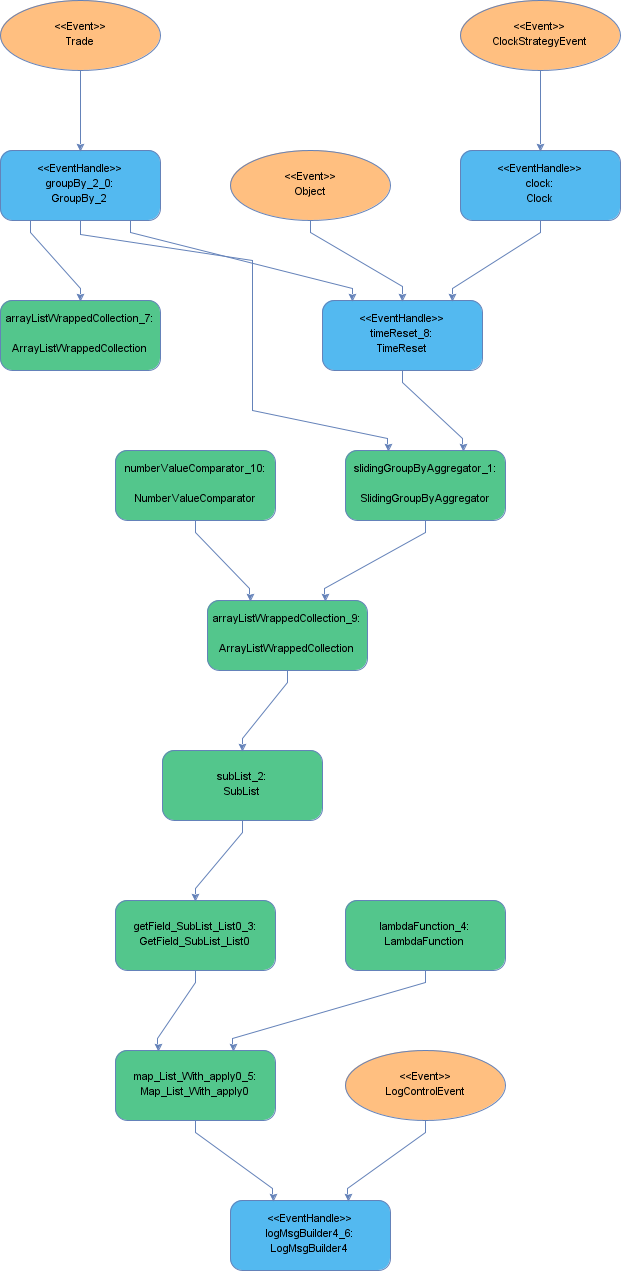 <<Event>>
Trade
<<Event>>
ClockStrategyEvent
<<EventHandle>>
groupBy_2_0:
GroupBy_2
<<Event>>
Object
<<EventHandle>>
clock:
Clock
arrayListWrappedCollection_7:
ArrayListWrappedCollection
<<EventHandle>>
timeReset_8:
TimeReset
numberValueComparator_10:
NumberValueComparator
slidingGroupByAggregator_1:
SlidingGroupByAggregator
arrayListWrappedCollection_9:
ArrayListWrappedCollection
subList_2:
SubList
getField_SubList_List0_3:
GetField_SubList_List0
lambdaFunction_4:
LambdaFunction
map_List_With_apply0_5:
Map_List_With_apply0
<<Event>>
LogControlEvent
<<EventHandle>>
logMsgBuilder4_6:
LogMsgBuilder4